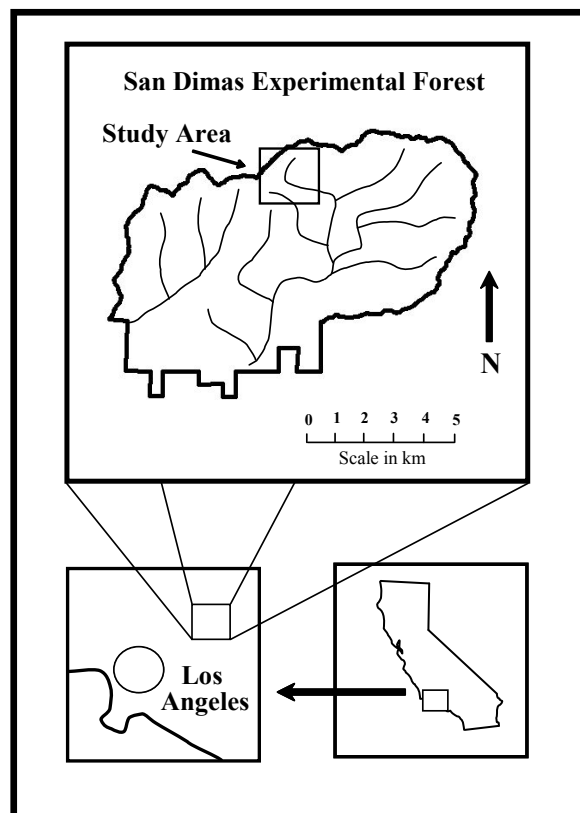 San Dimas Experimental Forest
Study Area
N
0 1 2 3 4 5
Scale in km
Los
Angeles